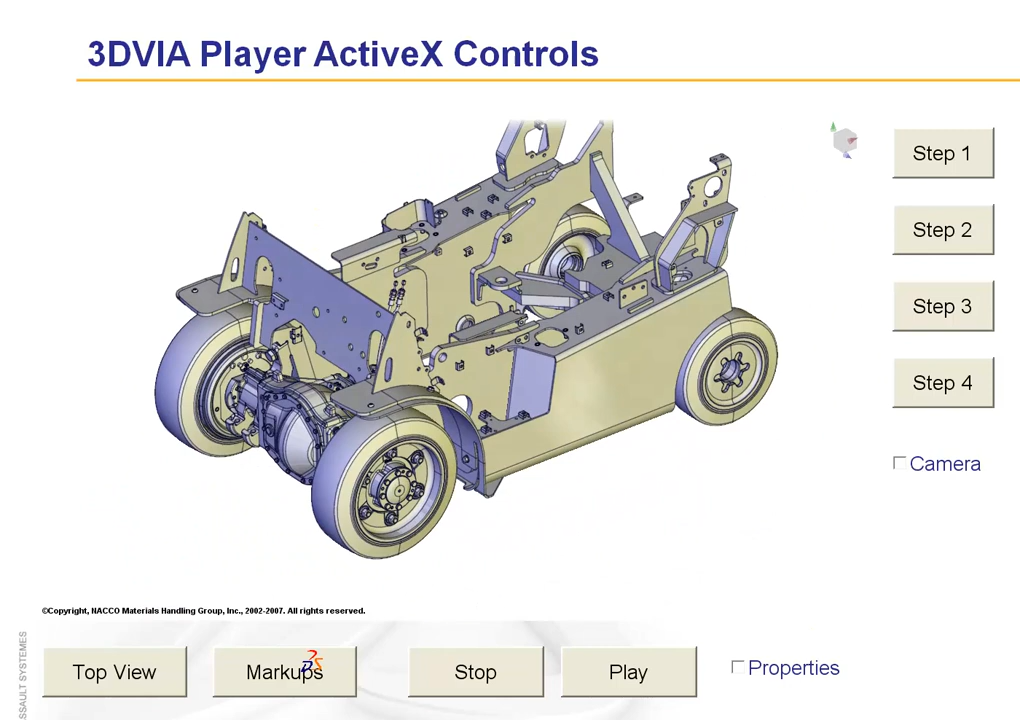 3DVIA Player ActiveX Controls
Step 1
Step 2
Step 3
Step 4
Camera
©Copyright, NACCO Materials Handling Group, Inc., 2002-2007. All rights reserved.
SSAULT SYSTEMES
Top View
Markups
Stop
Play
Properties